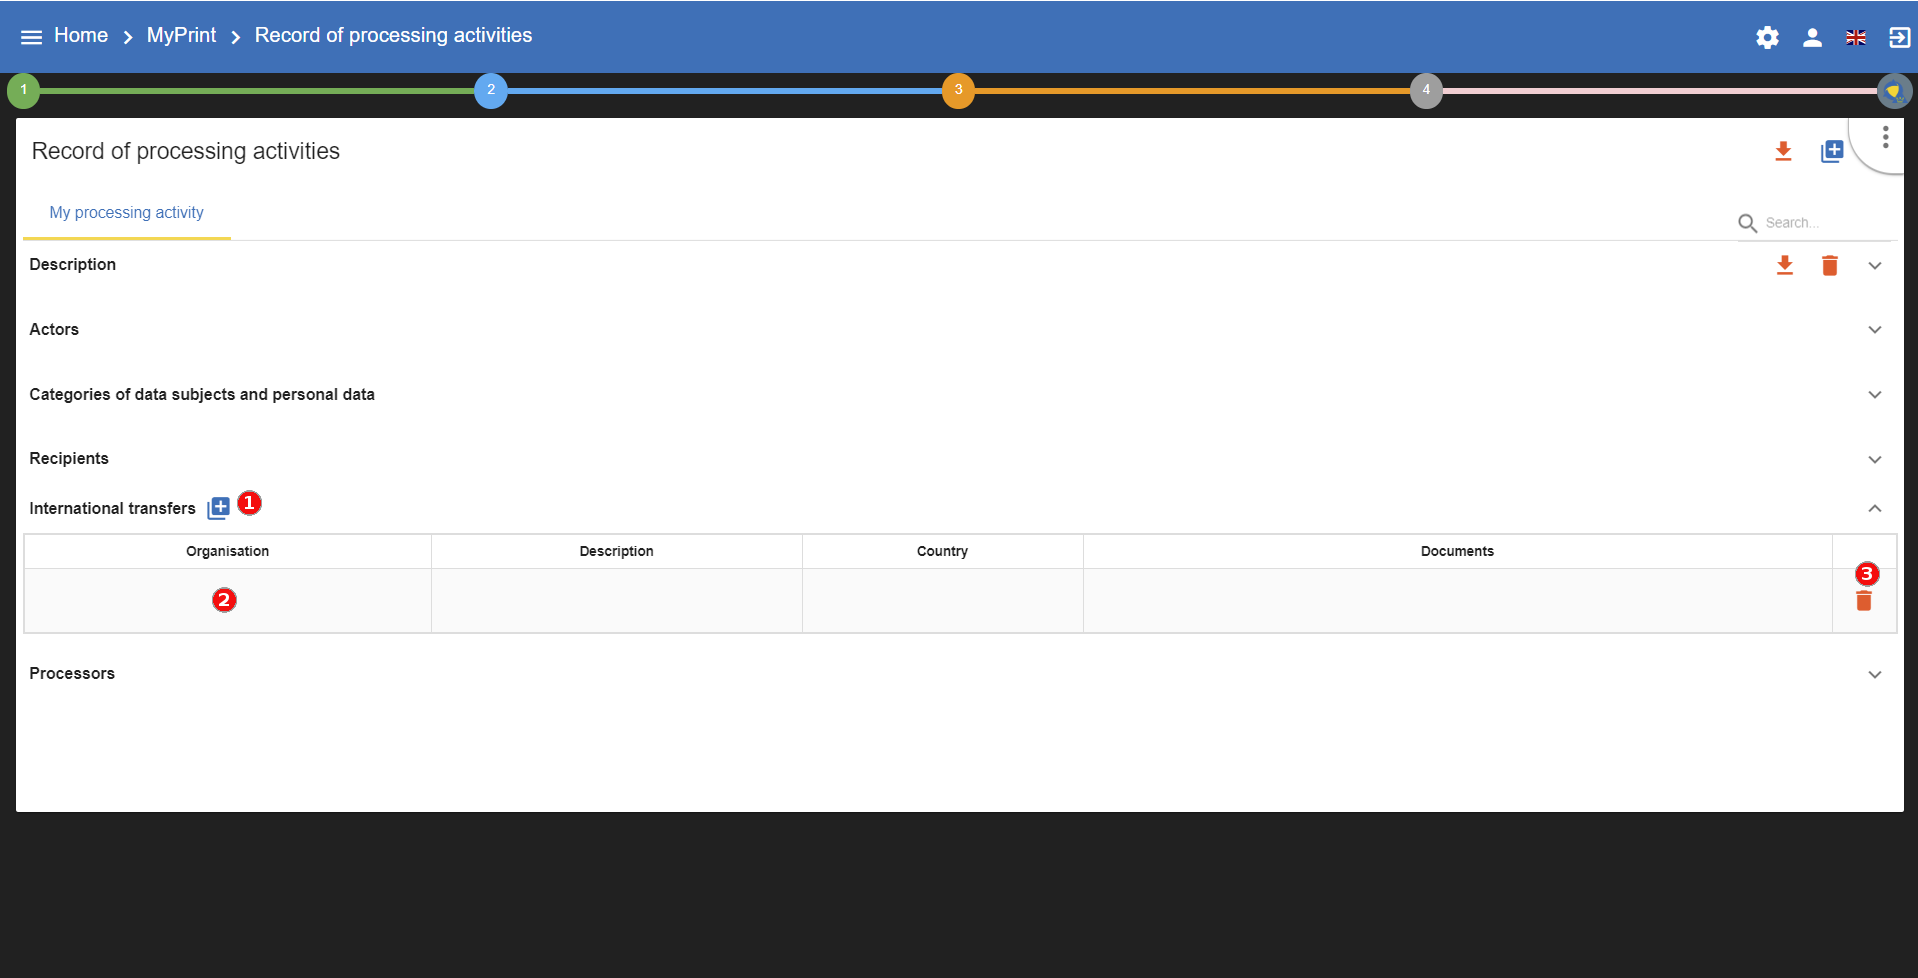 Home > MyPrint > Record of processing activities
1 2 3 4
Record of processing activities
My processing activity
Search...
Description
Actors
Categories of data subjects and personal data
Recipients
International transfers 1
Organisation Description Country Documents
2 3
Processors